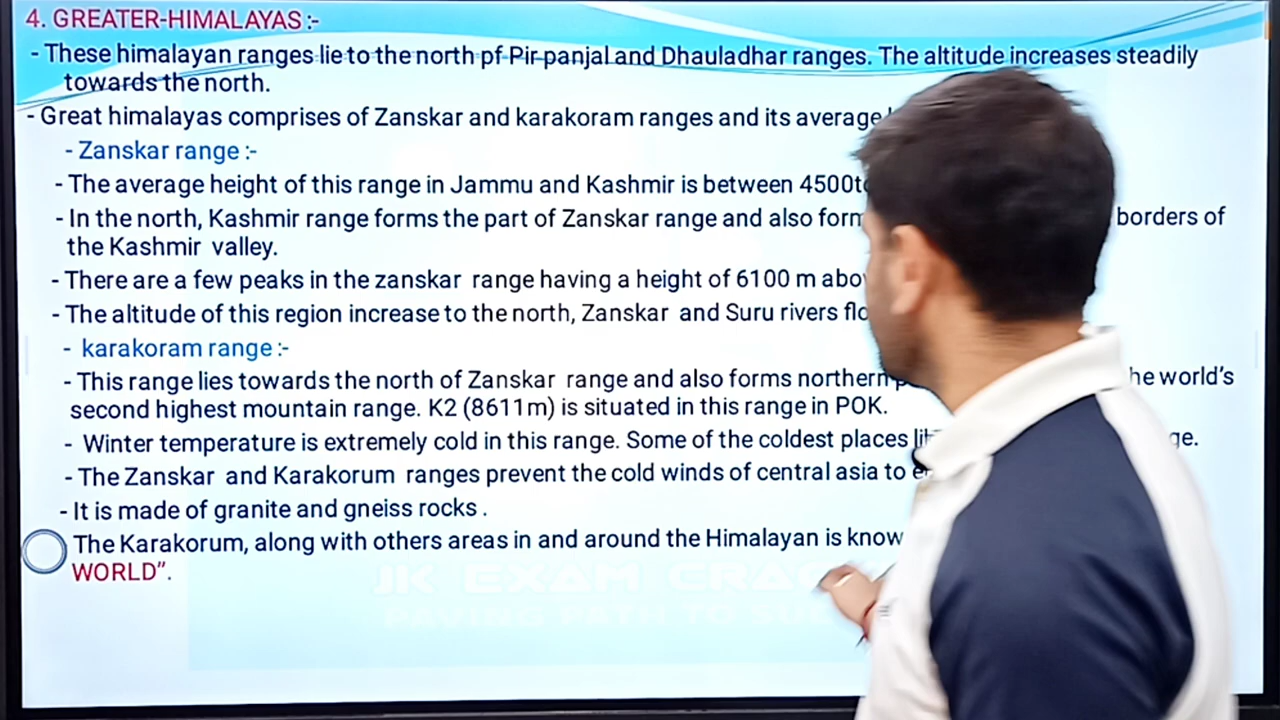 4. GREATER-HIMALAYAS :-
- These himalayan ranges lie to the north pf Pir-panjal and Dhauladhar ranges. The altitude increases steadily
towards the north.
- Great himalayas comprises of Zanskar and karakoram ranges and its average
- Zanskar range :-
- The average height of this range in Jammu and Kashmir is between 4500
- In the north, Kashmir range forms the part of Zanskar range and also borders of
the Kashmir valley.
- There are a few peaks in the zanskar range having a height of 6100 m
- The altitude of this region increase to the north, Zanskar and Suru rivers
- karakoram range :-
- This range lies towards the north of Zanskar range and also forms northern world's
second highest mountain range. K2 (8611m) is situated in this range in POK.
- Winter temperature is extremely cold in this range. Some of the coldest places
- The Zanskar and Karakorum ranges prevent the cold winds of central asia to
- It is made of granite and gneiss rocks .
The Karakorum, along with others areas in and around the Himalayan is
WORLD".
JK EXAM
PAVING PATH TO